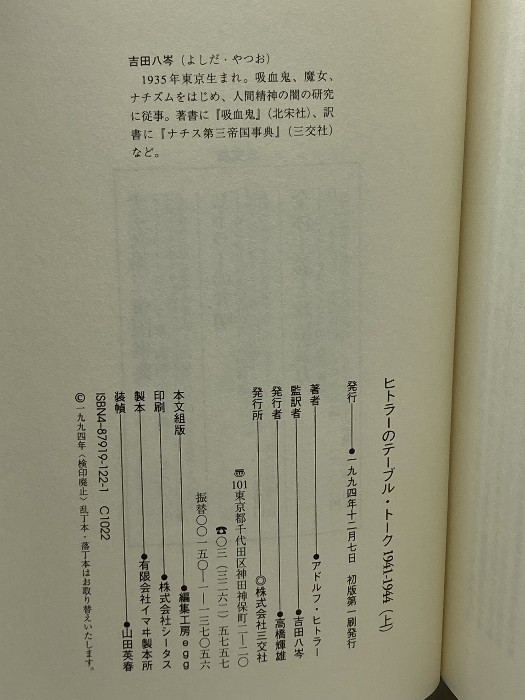 吉田八岑（よしだ・やつお）
1935年東京生まれ。吸血鬼、魔女、
ナチズムをはじめ、人間精神の闇の研究
に従事。著書に『吸血鬼』（北宋社）、訳
書に『ナチス第三帝国事典』（三交社）
など。
ヒトラーのテーブル・トーク 1941-1944（上）
発行――●一九九四年十二月七日　初版第一刷発行
著者――●アドルフ・ヒトラー
監訳者――●吉田八岑
発行者――●高橋輝雄
発行所――◎株式会社三交社
〠101東京都千代田区神田神保町二―二〇
☎〇三（三二六二）五七五七
振替〇〇一五〇―一―一三七〇五六
本文組版――●編集工房egg
印刷――●株式会社シータス
製本――●有限会社イマヰ製本所
装幀――●山田英春
ISBN4-87919-122-1　C1022
©一九九四年〈検印廃止〉乱丁本・落丁本はお取り替えいたします。